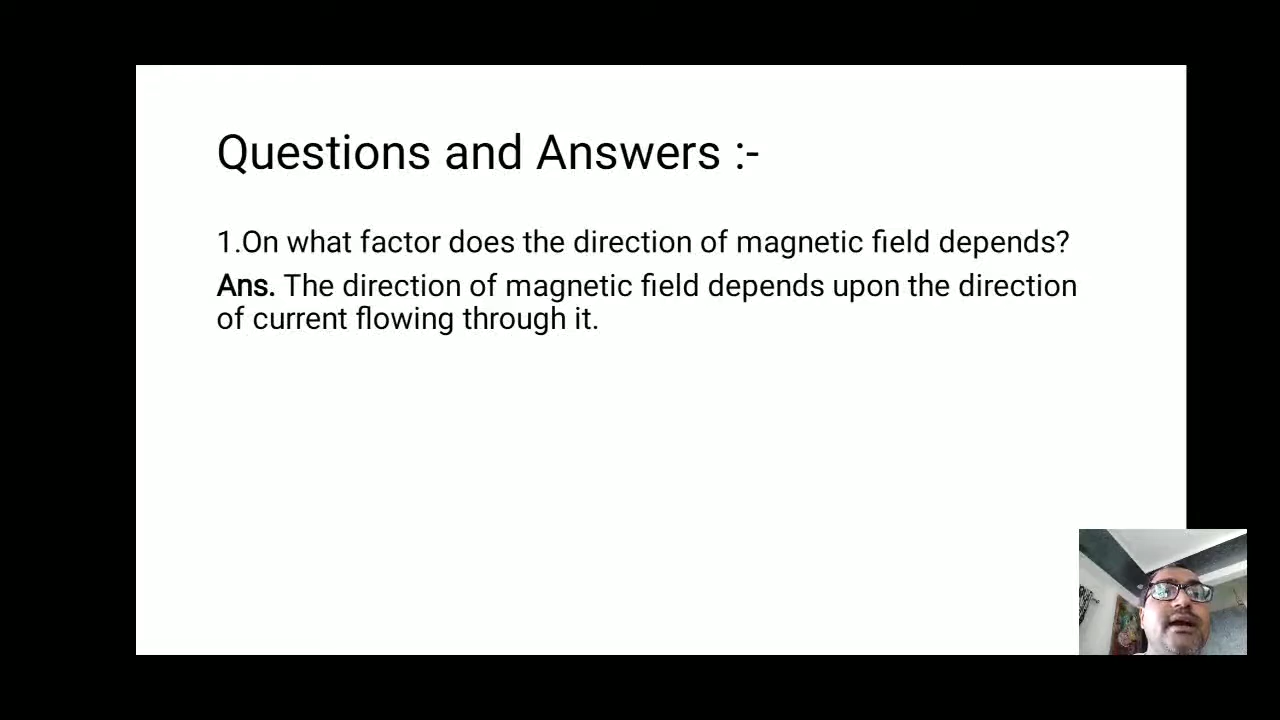 Questions and Answers :-
1.On what factor does the direction of magnetic field depends?
Ans. The direction of magnetic field depends upon the direction
of current flowing through it.